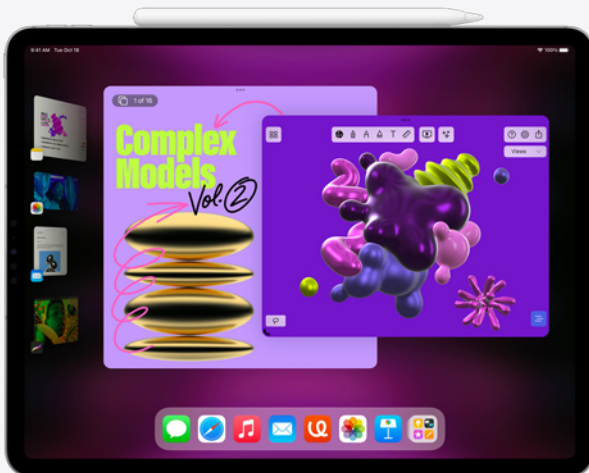 9:41 AM Tue Oct 16
100%
1 of 16
Complex
Models
Vol. 2
T
Views